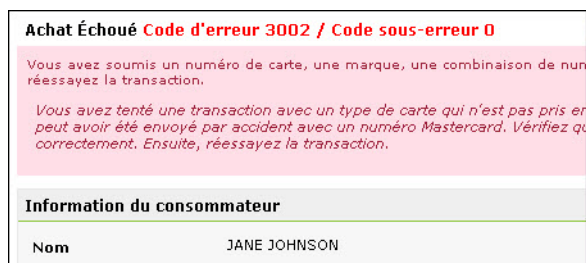 Achat Échoué Code d'erreur 3002 / Code sous-erreur 0
Vous avez soumis un numéro de carte, une marque, une combinaison de
réessayez la transaction.
Vous avez tenté une transaction avec un type de carte qui n'est pas pris
peut avoir été envoyé par accident avec un numéro Mastercard. Vérifiez
correctement. Ensuite, réessayez la transaction.
Information du consommateur
Nom JANE JOHNSON